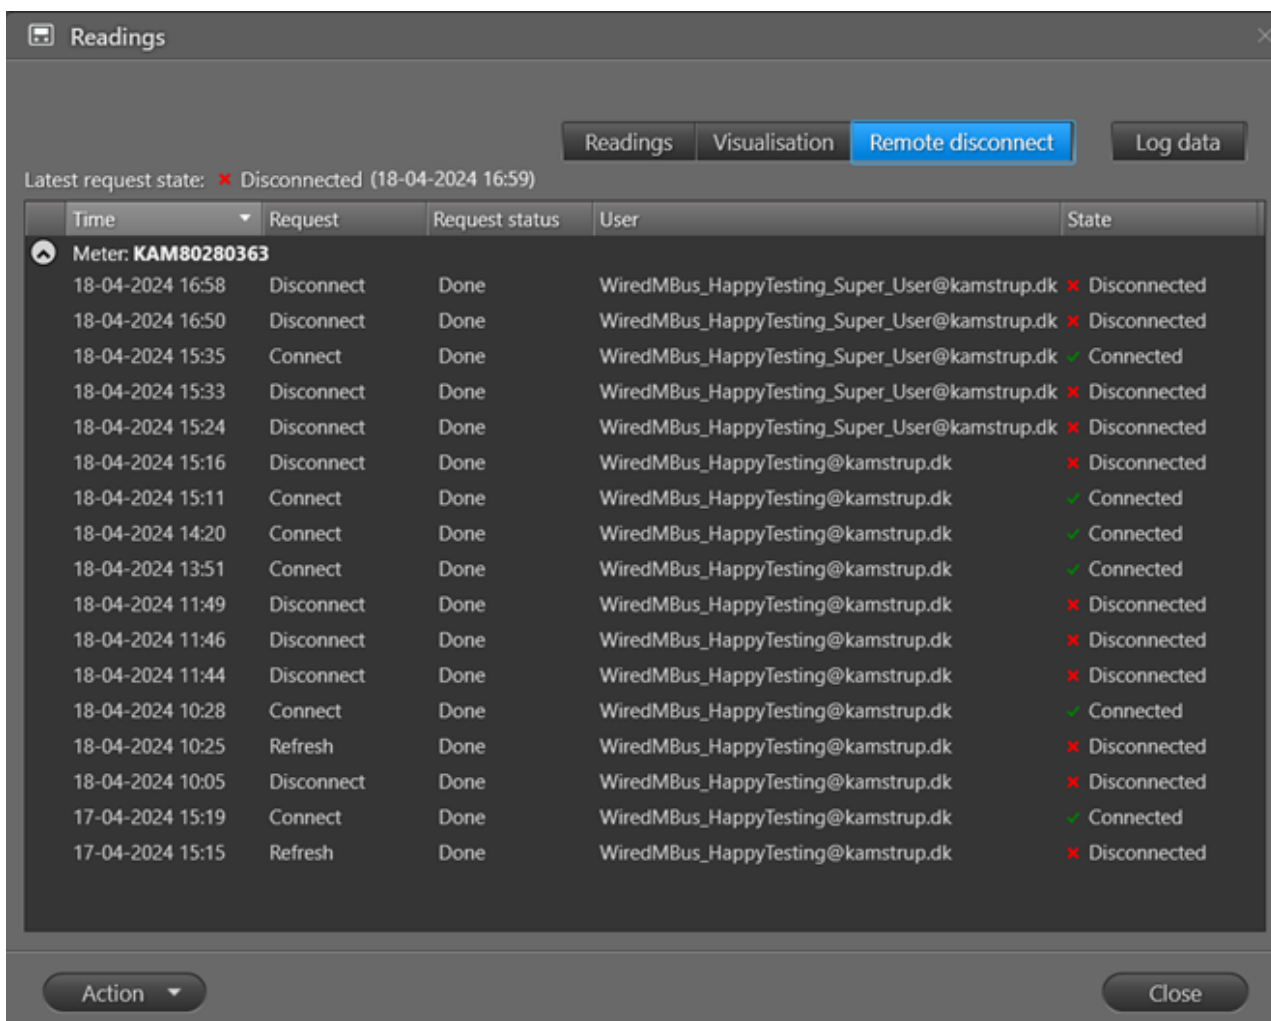 Readings
Readings Visualisation Remote disconnect Log data
Latest request state: Disconnected (18-04-2024 16:59)
Time Request Request status User State
Meter: KAM80280363
18-04-2024 16:58 Disconnect Done WiredMBus_HappyTesting_Super_User@kamstrup.dk Disconnected
18-04-2024 16:50 Disconnect Done WiredMBus_HappyTesting_Super_User@kamstrup.dk Disconnected
18-04-2024 15:35 Connect Done WiredMBus_HappyTesting_Super_User@kamstrup.dk Connected
18-04-2024 15:33 Disconnect Done WiredMBus_HappyTesting_Super_User@kamstrup.dk Disconnected
18-04-2024 15:24 Disconnect Done WiredMBus_HappyTesting_Super_User@kamstrup.dk Disconnected
18-04-2024 15:16 Disconnect Done WiredMBus_HappyTesting@kamstrup.dk Disconnected
18-04-2024 15:11 Connect Done WiredMBus_HappyTesting@kamstrup.dk Connected
18-04-2024 14:20 Connect Done WiredMBus_HappyTesting@kamstrup.dk Connected
18-04-2024 13:51 Connect Done WiredMBus_HappyTesting@kamstrup.dk Connected
18-04-2024 11:49 Disconnect Done WiredMBus_HappyTesting@kamstrup.dk Disconnected
18-04-2024 11:46 Disconnect Done WiredMBus_HappyTesting@kamstrup.dk Disconnected
18-04-2024 11:44 Disconnect Done WiredMBus_HappyTesting@kamstrup.dk Disconnected
18-04-2024 10:28 Connect Done WiredMBus_HappyTesting@kamstrup.dk Connected
18-04-2024 10:25 Refresh Done WiredMBus_HappyTesting@kamstrup.dk Disconnected
18-04-2024 10:05 Disconnect Done WiredMBus_HappyTesting@kamstrup.dk Disconnected
17-04-2024 15:19 Connect Done WiredMBus_HappyTesting@kamstrup.dk Connected
17-04-2024 15:15 Refresh Done WiredMBus_HappyTesting@kamstrup.dk Disconnected
Action Close